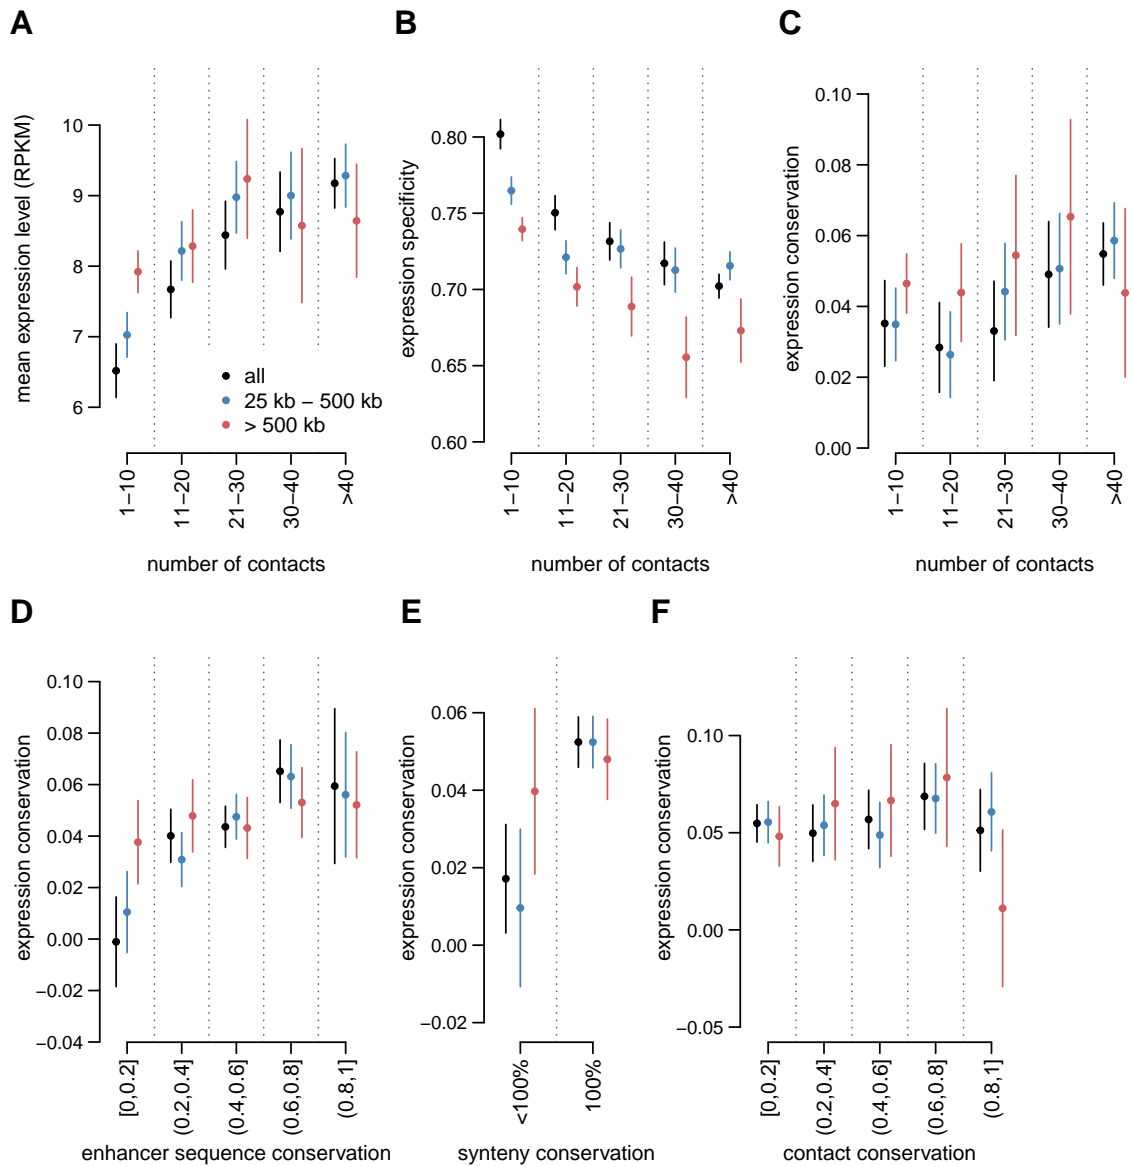 A
B
C
mean expression level (RPKM)
10
9
8
7
6
all
25 kb − 500 kb
> 500 kb
1−10
11−20
21−30
30−40
>40
number of contacts
expression specificity
0.80
0.75
0.70
0.65
0.60
1−10
11−20
21−30
30−40
>40
number of contacts
expression conservation
0.10
0.08
0.06
0.04
0.02
0.00
1−10
11−20
21−30
30−40
>40
number of contacts
D
E
F
expression conservation
0.10
0.08
0.06
0.04
0.02
0.00
−0.02
−0.04
[0,0.2]
(0.2,0.4]
(0.4,0.6]
(0.6,0.8]
(0.8,1]
enhancer sequence conservation
expression conservation
0.06
0.04
0.02
0.00
−0.02
<100%
100%
synteny conservation
expression conservation
0.10
0.05
0.00
−0.05
[0,0.2]
(0.2,0.4]
(0.4,0.6]
(0.6,0.8]
(0.8,1]
contact conservation